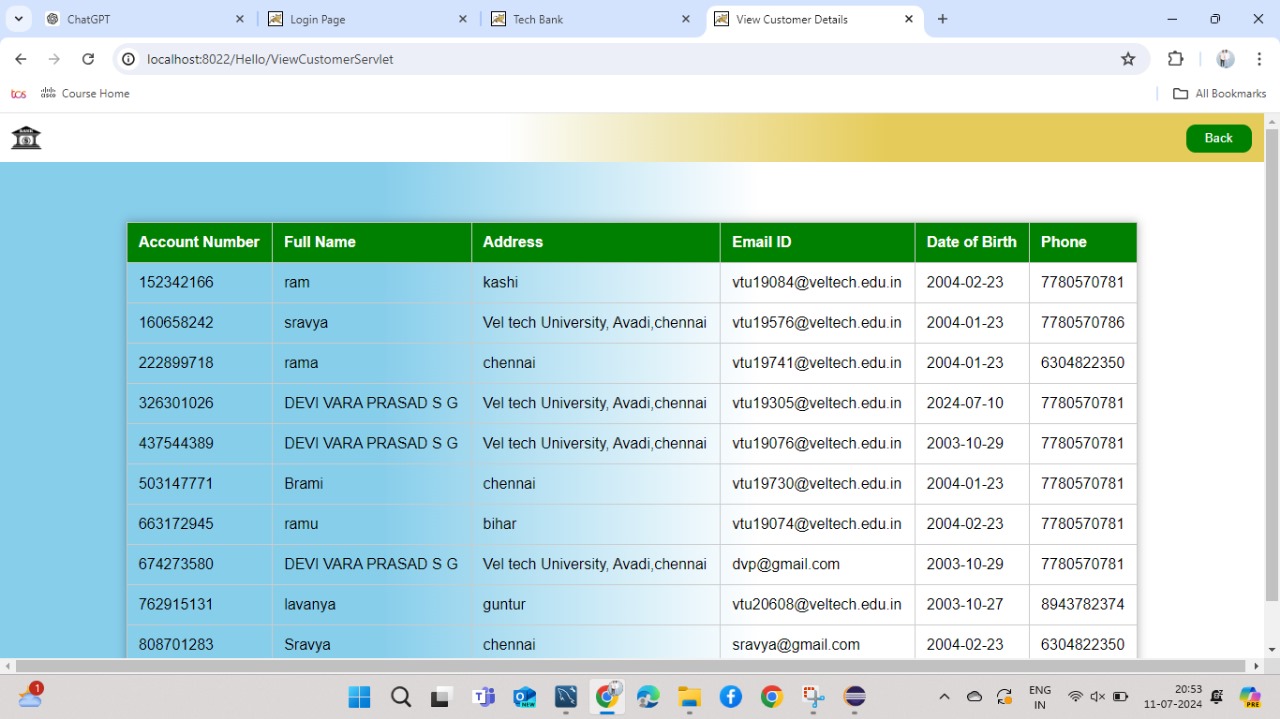 ChatGPT
Login Page
Tech Bank
View Customer Details
localhost:8022/Hello/ViewCustomerServlet
tcs
Course Home
All Bookmarks
BANK
Back
Account Number Full Name Address Email ID Date of Birth Phone
152342166 ram kashi vtu19084@veltech.edu.in 2004-02-23 7780570781
160658242 sravya Vel tech University, Avadi,chennai vtu19576@veltech.edu.in 2004-01-23 7780570786
222899718 rama chennai vtu19741@veltech.edu.in 2004-01-23 6304822350
326301026 DEVI VARA PRASAD S G Vel tech University, Avadi,chennai vtu19305@veltech.edu.in 2024-07-10 7780570781
437544389 DEVI VARA PRASAD S G Vel tech University, Avadi,chennai vtu19076@veltech.edu.in 2003-10-29 7780570781
503147771 Brami chennai vtu19730@veltech.edu.in 2004-01-23 7780570781
663172945 ramu bihar vtu19074@veltech.edu.in 2004-02-23 7780570781
674273580 DEVI VARA PRASAD S G Vel tech University, Avadi,chennai dvp@gmail.com 2003-10-29 7780570781
762915131 lavanya guntur vtu20608@veltech.edu.in 2003-10-27 8943782374
808701283 Sravya chennai sravya@gmail.com 2004-02-23 6304822350
1
NEW
ENG
IN
20:53
11-07-2024
PRE